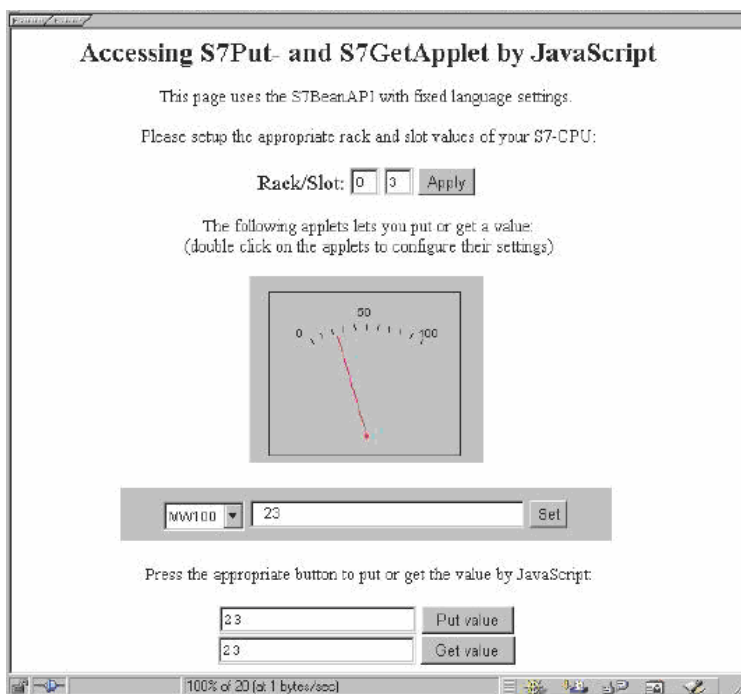 Accessing S7Put- and S7GetApplet by JavaScript
This page uses the S7BeanAPI with fixed language settings.
Please setup the appropriate rack and slot values of your S7-CPU:
Rack/Slot: 0 3 Apply
The following applets lets you put or get a value:
(double click on the applets to configure their settings)
50
0 100
MW100 23 Set
Press the appropriate button to put or get the value by JavaScript:
23 Put value
23 Get value
100% of 20 (at 1 bytes/sec)